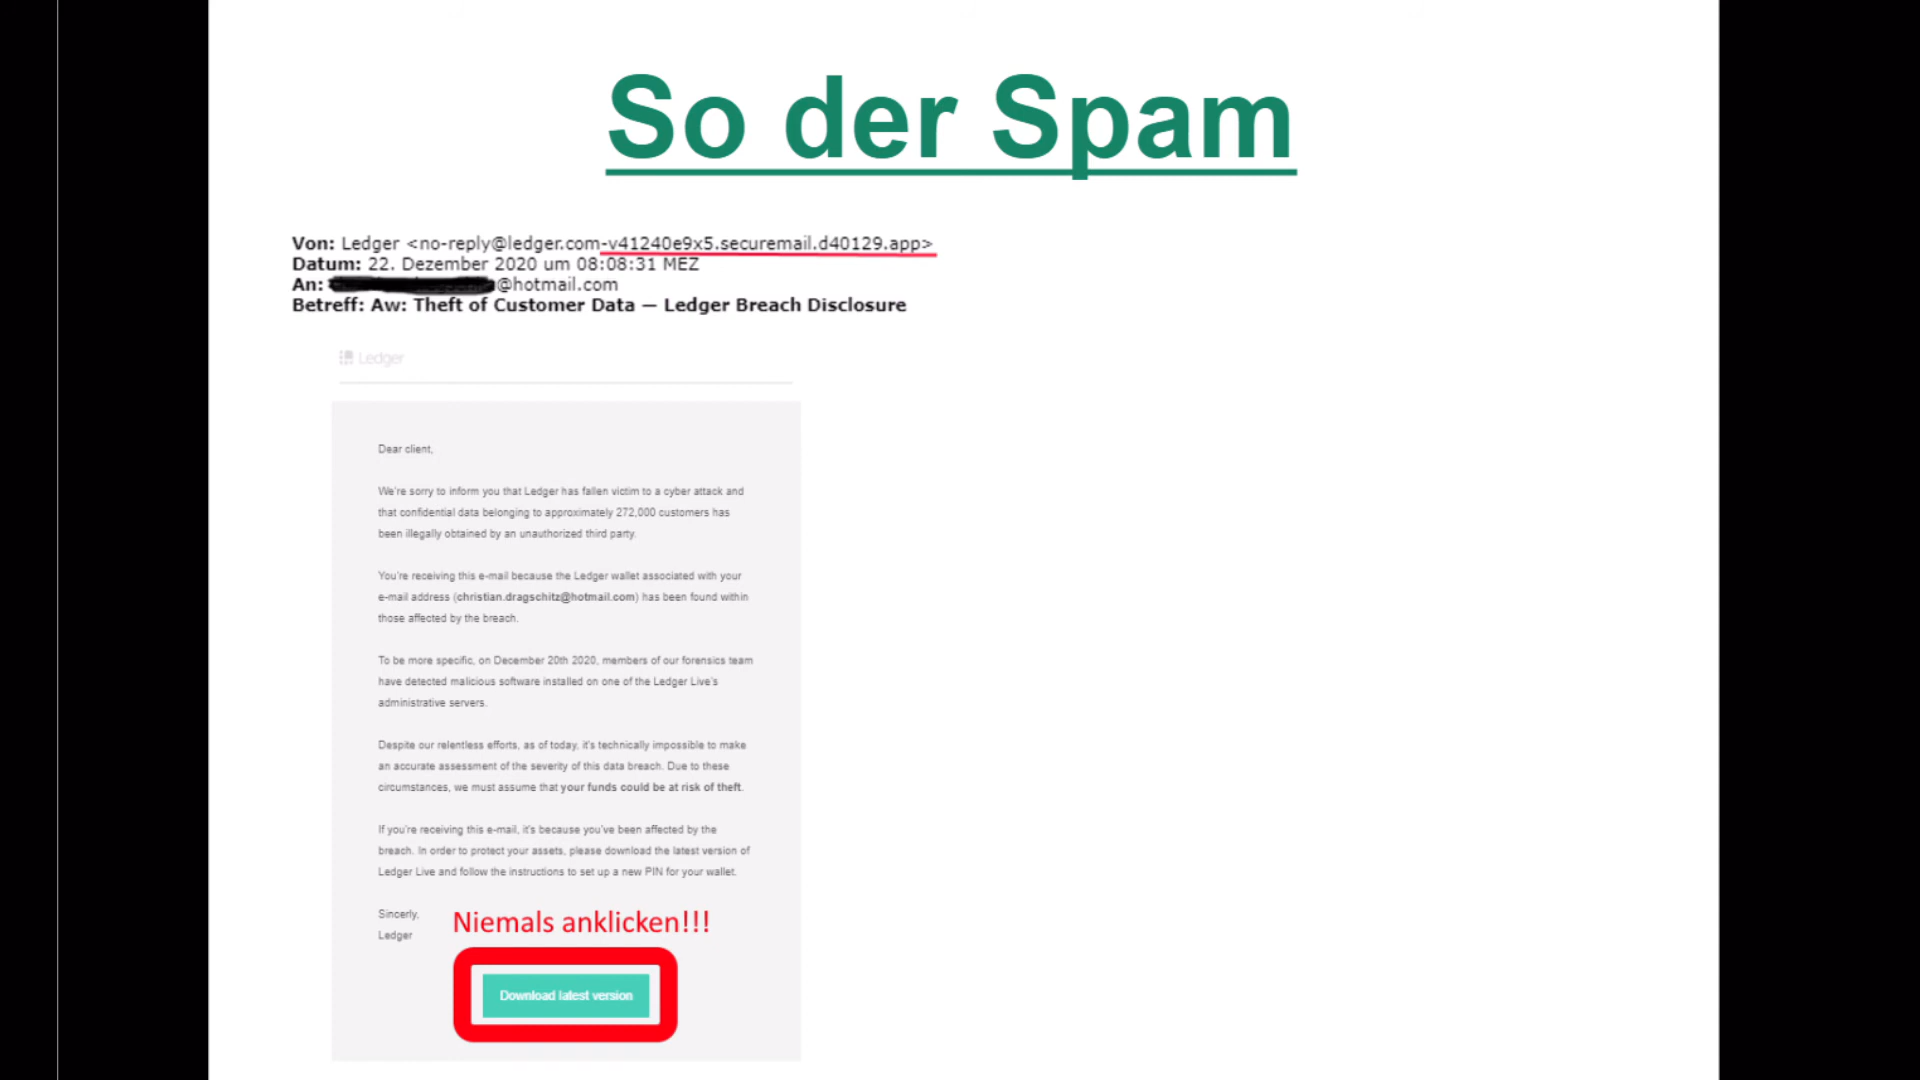 So der Spam
Von: Ledger <no-reply@ledger.com-v41240e9x5.securemail.d40129.app>
Datum: 22. Dezember 2020 um 08:08:31 MEZ
An: @hotmail.com
Betreff: Aw: Theft of Customer Data — Ledger Breach Disclosure
Ledger
Dear client,
We're sorry to inform you that Ledger has fallen victim to a cyber attack and
that confidential data belonging to approximately 272,000 customers has
been illegally obtained by an unauthorized third party.
You're receiving this e-mail because the Ledger wallet associated with your
e-mail address (christian.dragschitz@hotmail.com) has been found within
those affected by the breach.
To be more specific, on December 20th 2020, members of our forensics team
have detected malicious software installed on one of the Ledger Live's
administrative servers.
Despite our relentless efforts, as of today, it's technically impossible to make
an accurate assessment of the severity of this data breach. Due to these
circumstances, we must assume that your funds could be at risk of theft.
If you're receiving this e-mail, it's because you've been affected by the
breach. In order to protect your assets, please download the latest version of
Ledger Live and follow the instructions to set up a new PIN for your wallet.
Sincerly,
Ledger
Niemals anklicken!!!
Download latest version